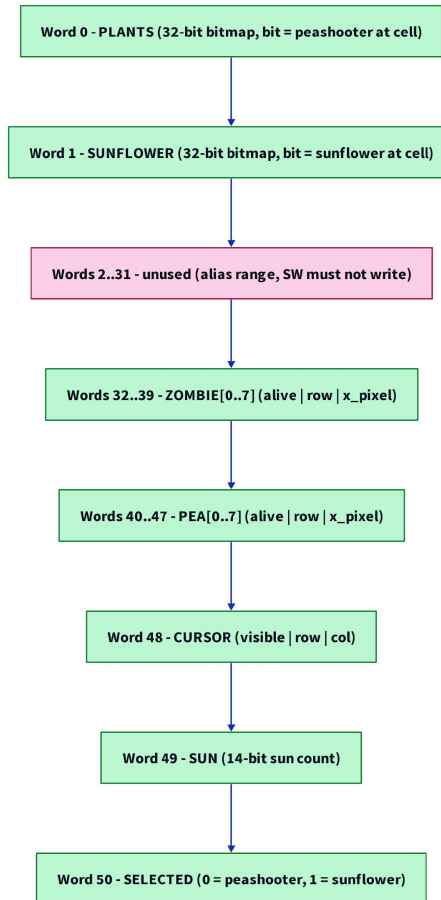 Word 0 - PLANTS (32-bit bitmap, bit = peashooter at cell)
Word 1 - SUNFLOWER (32-bit bitmap, bit = sunflower at cell)
Words 2..31 - unused (alias range, SW must not write)
Words 32..39 - ZOMBIE[0..7] (alive | row | x_pixel)
Words 40..47 - PEA[0..7] (alive | row | x_pixel)
Word 48 - CURSOR (visible | row | col)
Word 49 - SUN (14-bit sun count)
Word 50 - SELECTED (0 = peashooter, 1 = sunflower)